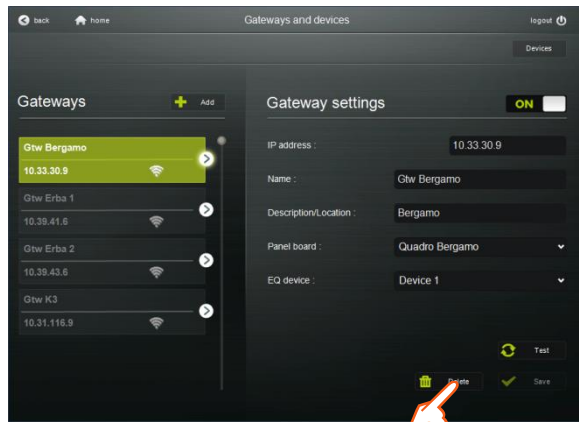 back home Gateways and devices logout
Devices
Gateways Add Gateway settings ON
Gtw Bergamo
10.33.30.9
Gtw Erba 1
10.39.41.6
Gtw Erba 2
10.39.43.6
Gtw K3
10.31.116.9
IP address : 10.33.30.9
Name : Gtw Bergamo
Description/Location : Bergamo
Panel board : Quadro Bergamo
EQ device : Device 1
Test
Delete Save